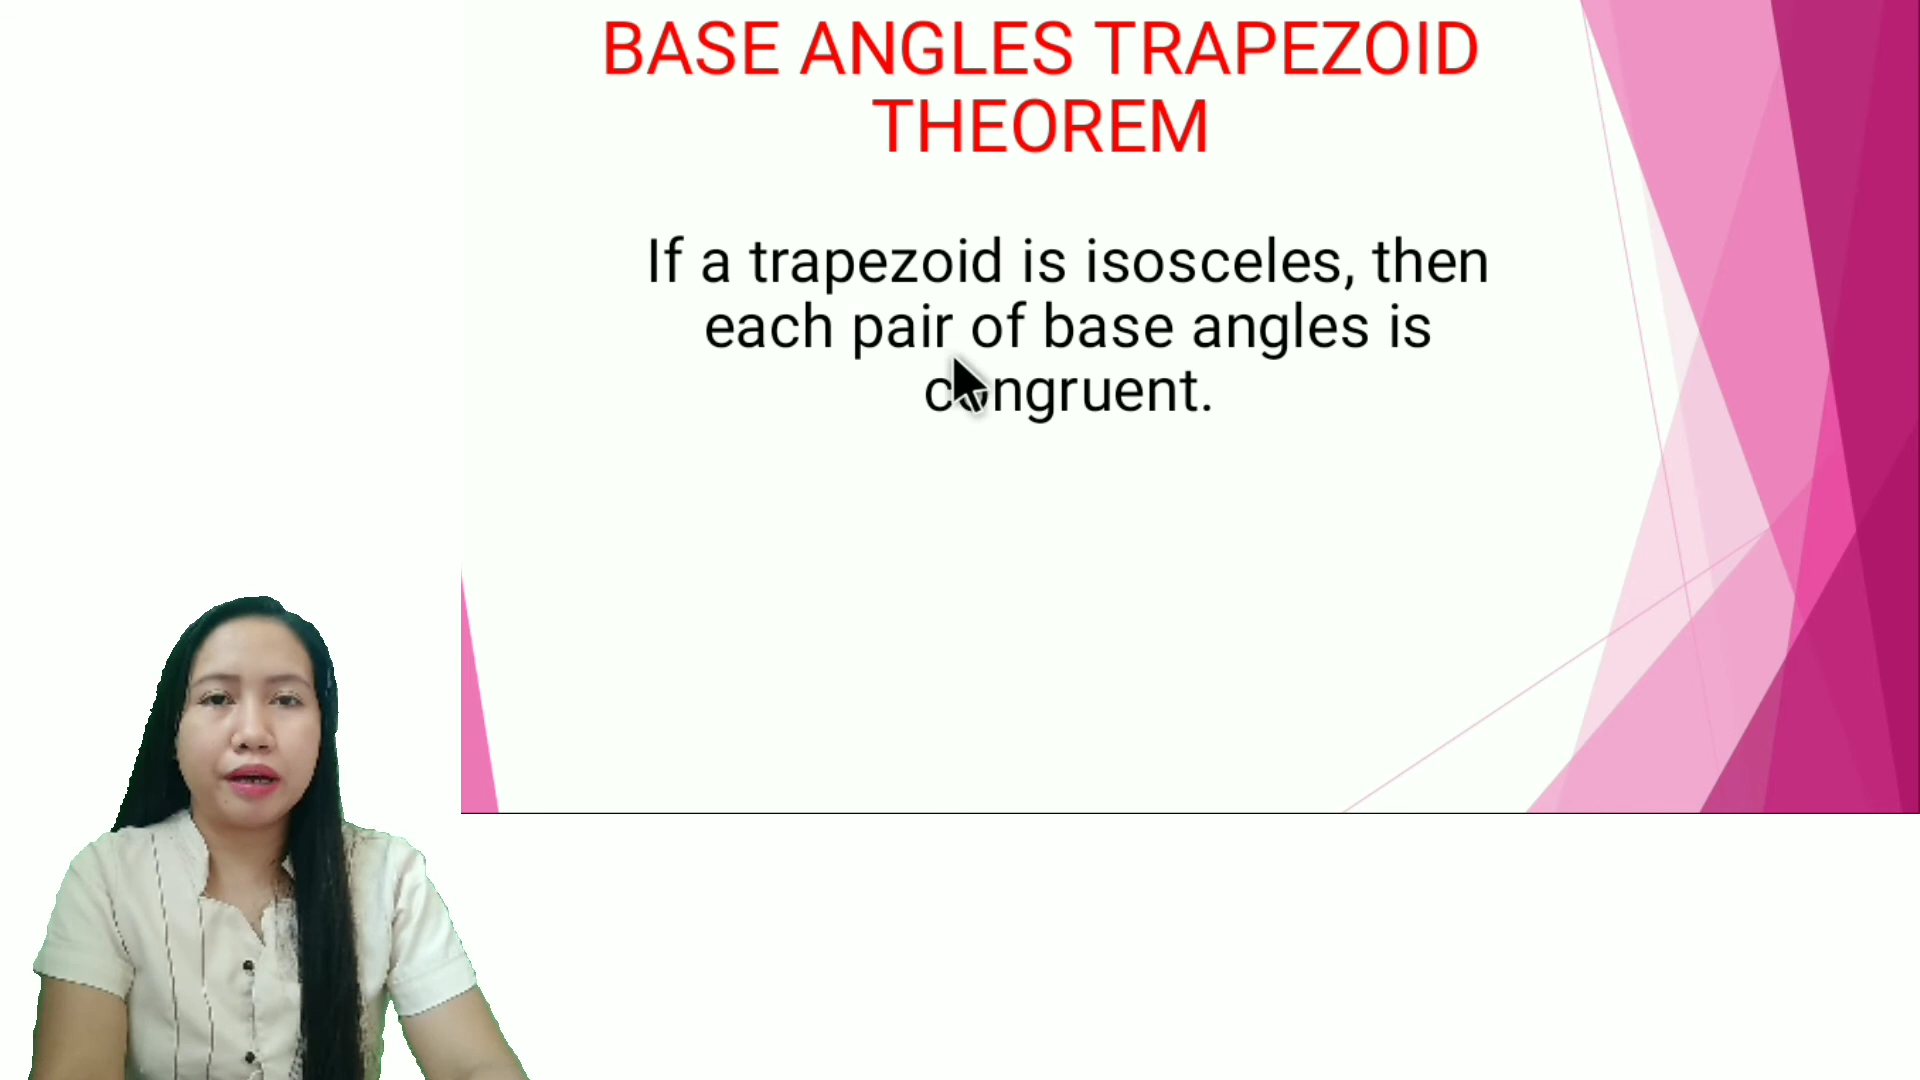 BASE ANGLES TRAPEZOID
THEOREM
If a trapezoid is isosceles, then
each pair of base angles is
congruent.